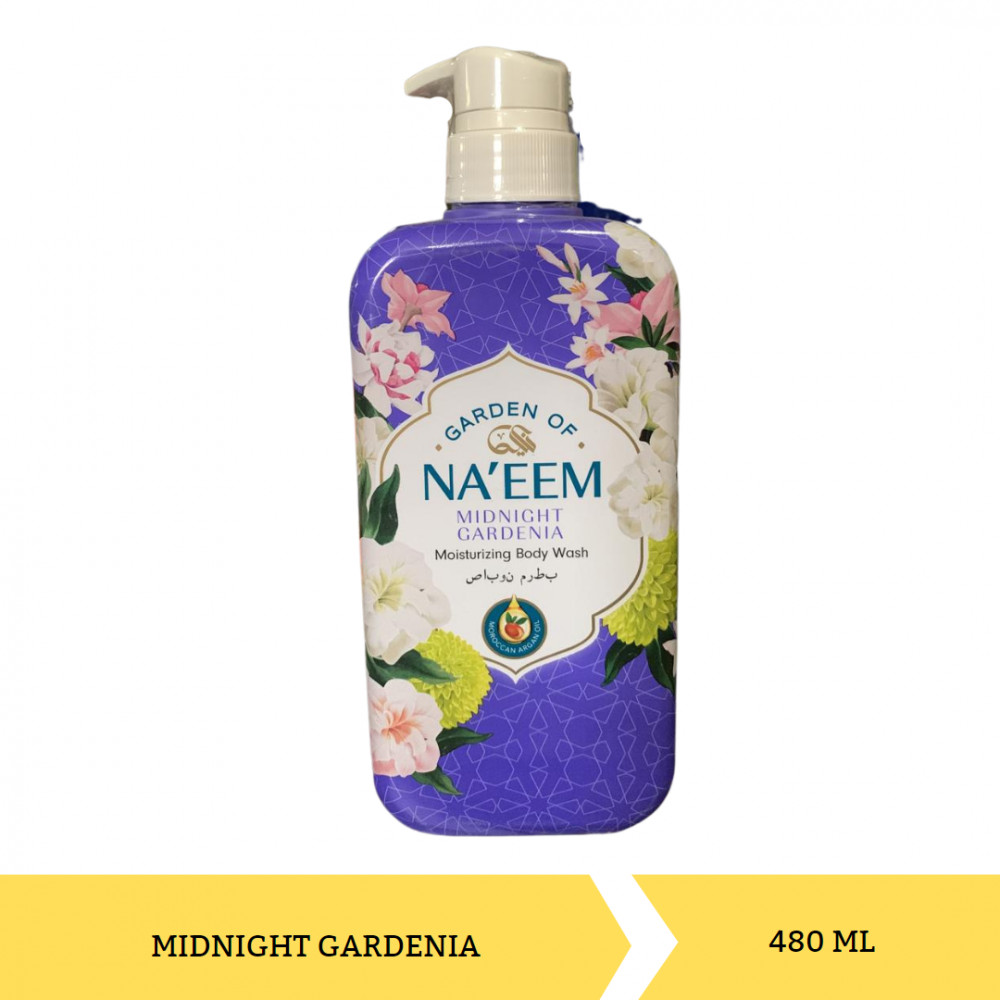 GARDEN OF
NA'EEM
MIDNIGHT
GARDENIA
Moisturizing Body Wash
بطرم نوباص
MOROCCAN ARGAN OIL
MIDNIGHT GARDENIA
480 ML